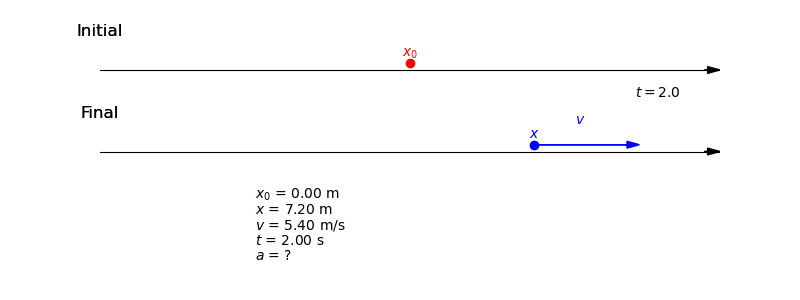 Initial
x₀
t = 2.0
Final
v
x
x₀ = 0.00 m
x = 7.20 m
v = 5.40 m/s
t = 2.00 s
a = ?